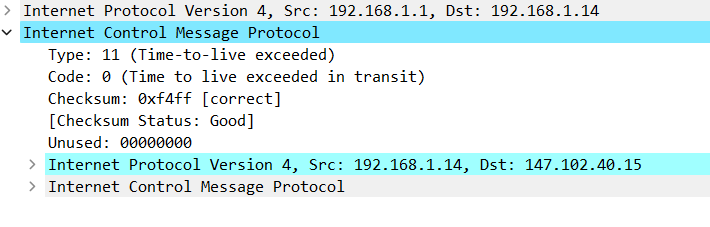 Internet Protocol Version 4, Src: 192.168.1.1, Dst: 192.168.1.14
Internet Control Message Protocol
Type: 11 (Time-to-live exceeded)
Code: 0 (Time to live exceeded in transit)
Checksum: 0xf4ff [correct]
[Checksum Status: Good]
Unused: 00000000
Internet Protocol Version 4, Src: 192.168.1.14, Dst: 147.102.40.15
Internet Control Message Protocol